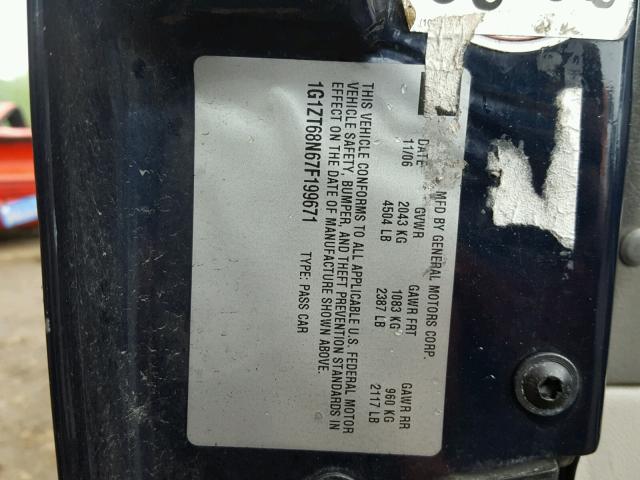 MFD BY GENERAL MOTORS CORP.
DATE GVWR GAWR FRT GAWR RR
11/06 2043 KG 1083 KG 960 KG
4504 LB 2387 LB 2117 LB
THIS VEHICLE CONFORMS TO ALL APPLICABLE U.S. FEDERAL MOTOR
VEHICLE SAFETY, BUMPER, AND THEFT PREVENTION STANDARDS IN
EFFECT ON THE DATE OF MANUFACTURE SHOWN ABOVE.
1G1ZT68N67F199671 TYPE: PASS CAR